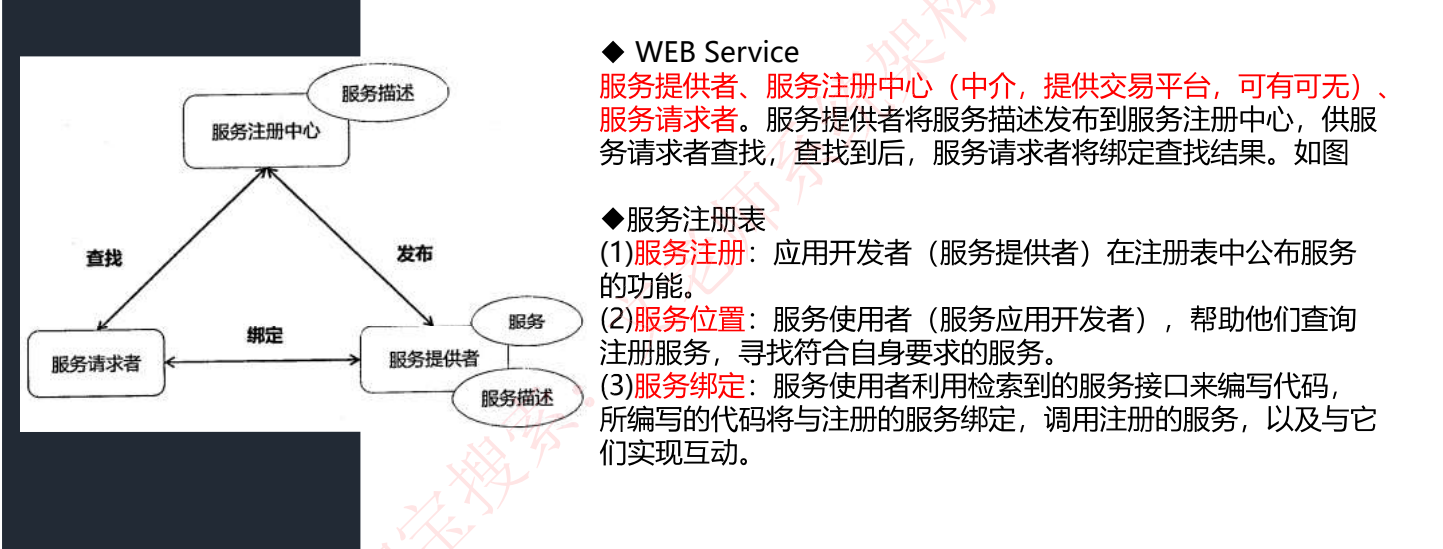 服务描述
服务注册中心
查找
发布
绑定
服务请求者
服务提供者
服务
服务描述
◆ WEB Service
服务提供者、服务注册中心（中介，提供交易平台，可有可无）、
服务请求者。服务提供者将服务描述发布到服务注册中心，供服
务请求者查找，查找到后，服务请求者将绑定查找结果。如图
◆服务注册表
(1)服务注册：应用开发者（服务提供者）在注册表中公布服务
的功能。
(2)服务位置：服务使用者（服务应用开发者），帮助他们查询
注册服务，寻找符合自身要求的服务。
(3)服务绑定：服务使用者利用检索到的服务接口来编写代码，
所编写的代码将与注册的服务绑定，调用注册的服务，以及与它
们实现互动。
宝搜索：
老师系统架构